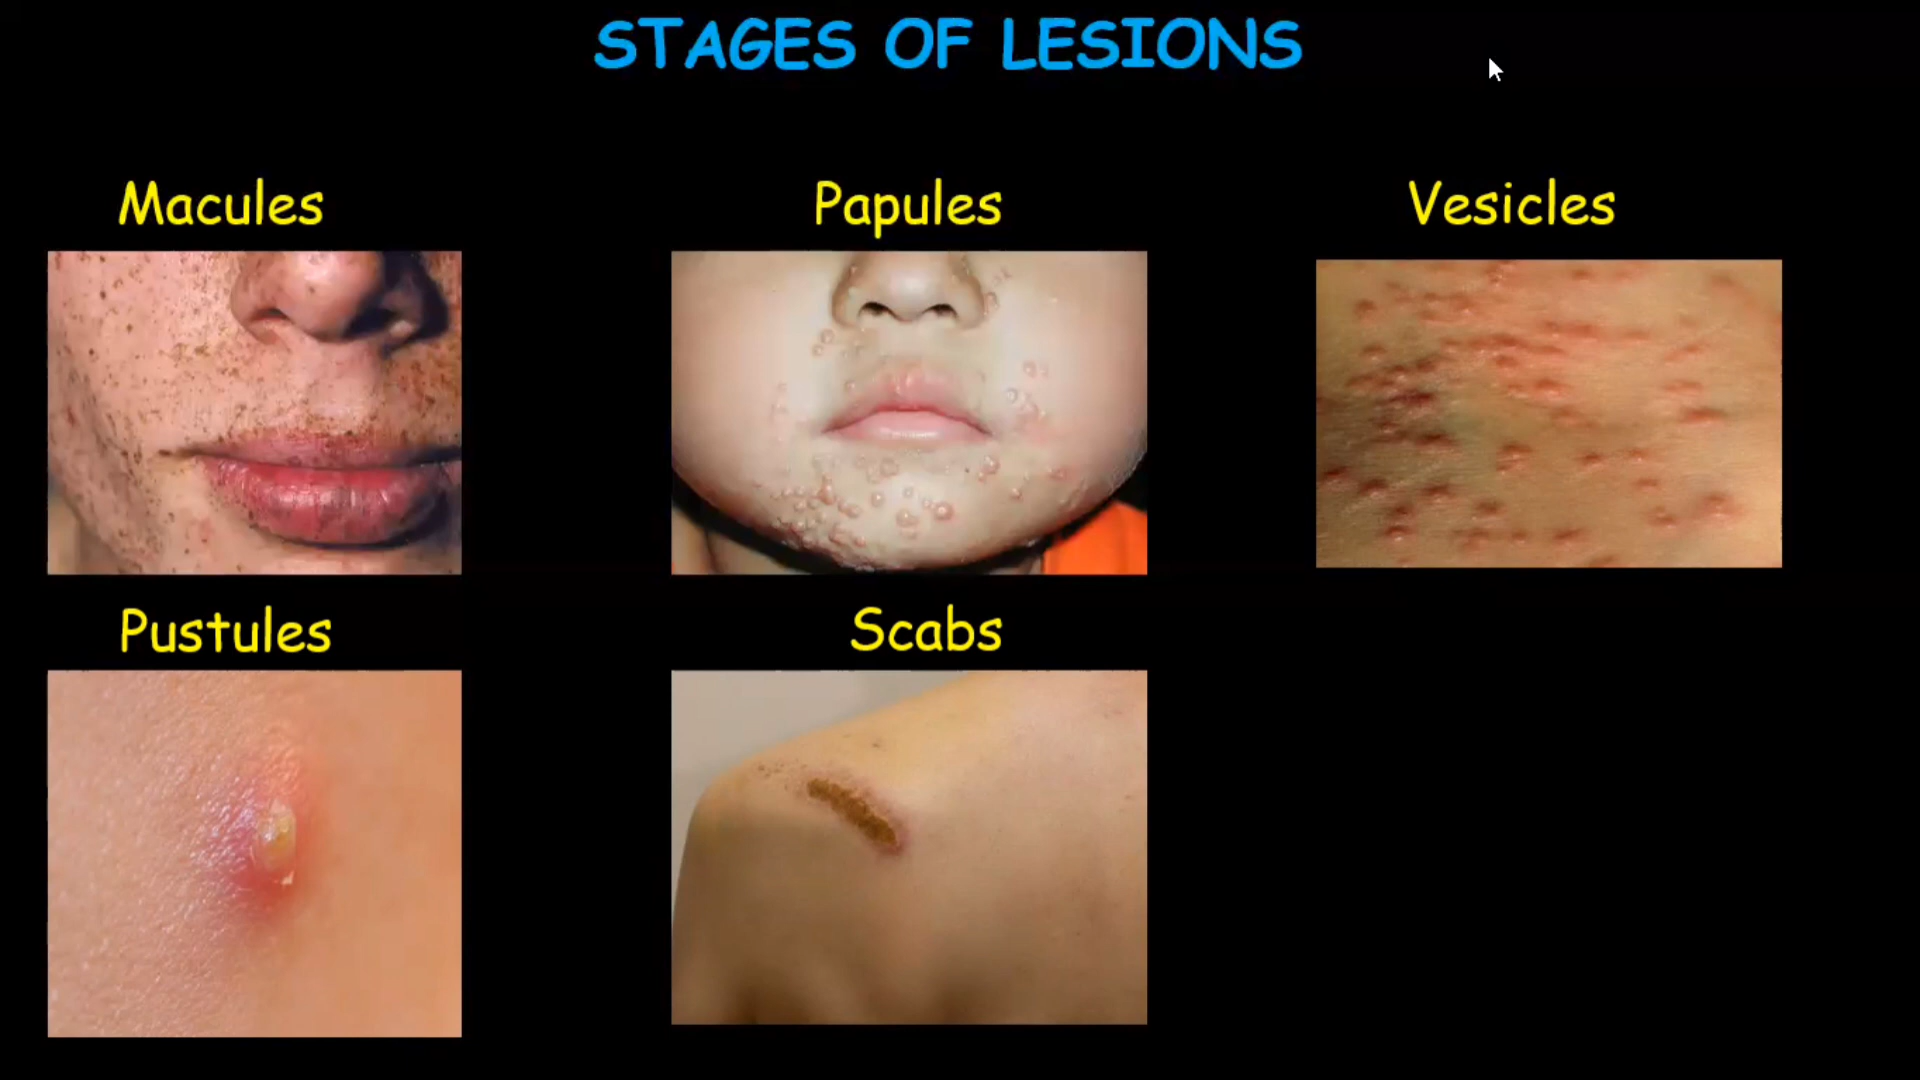 STAGES OF LESIONS
Macules
Papules
Vesicles
Pustules
Scabs